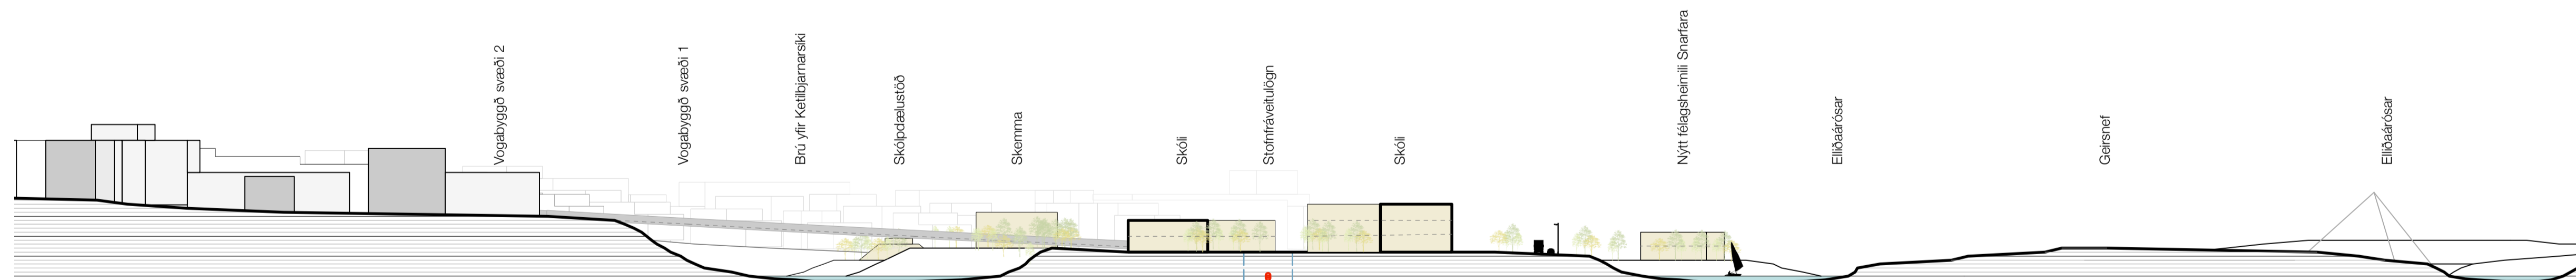 Vogabyggð svæði 2
Vogabyggð svæði 1
Brú yfir Ketilbjarnarsíki
Skólpdælustöð
Skemma
Skóli
Stofnfráveitulögn
Skóli
Nýtt félagsheimili Snarfara
Elliðaárósar
Geirsnef
Elliðaárósar